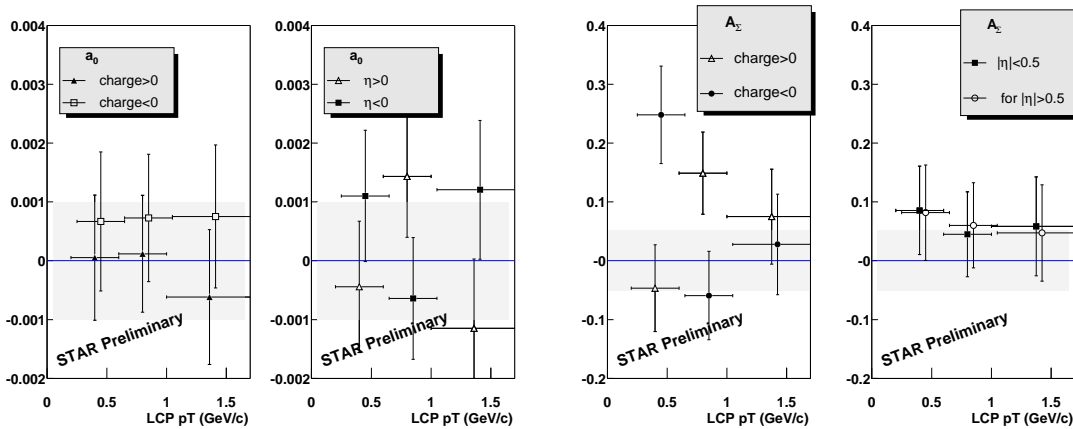 0.004
0.003
0.002
0.001
0
-0.001
-0.002
a0
charge>0
charge<0
STAR Preliminary
0 0.5 1 1.5
LCP pT (GeV/c)
0.004
0.003
0.002
0.001
0
-0.001
-0.002
a0
η>0
η<0
STAR Preliminary
0 0.5 1 1.5
LCP pT (GeV/c)
0.4
0.3
0.2
0.1
-0
-0.1
-0.2
AΣ
charge>0
charge<0
STAR Preliminary
0 0.5 1 1.5
LCP pT (GeV/c)
0.4
0.3
0.2
0.1
-0
-0.1
-0.2
AΣ
|η|<0.5
for |η|>0.5
STAR Preliminary
0 0.5 1 1.5
LCP pT (GeV/c)